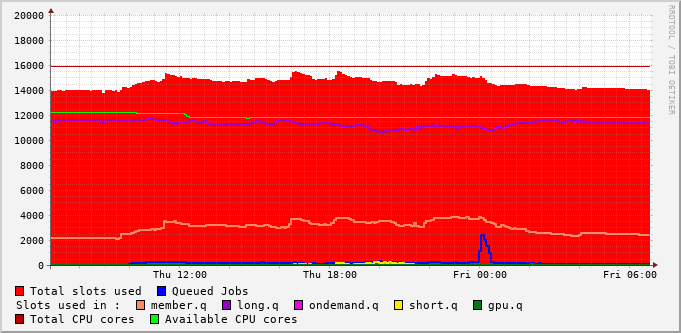 20000
18000
16000
14000
12000
10000
8000
6000
4000
2000
0
Thu 12:00 Thu 18:00 Fri 00:00 Fri 06:00
RRDTOOL / TOBI OETIKER
Total slots used Queued Jobs
Slots used in : member.q long.q ondemand.q short.q gpu.q
Total CPU cores Available CPU cores